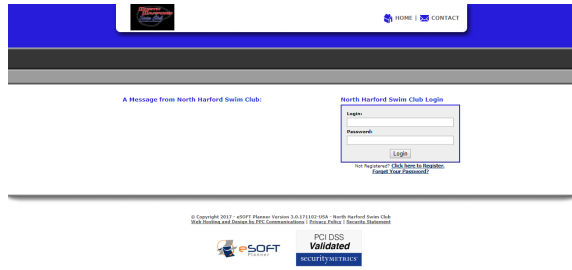 HOME | CONTACT
A Message from North Harford Swim Club:
North Harford Swim Club Login
Login:
Password:
Login
Not Registered? Click here to Register.
Forget Your Password?
© Copyright 2017 - eSOFT Planner Version 3.0.171102-USA - North Harford Swim Club
Web Hosting and Design by PPC Communications | Privacy Policy | Security Statement
eSOFT
Planner
PCI DSS
Validated
SECURITYMETRICS